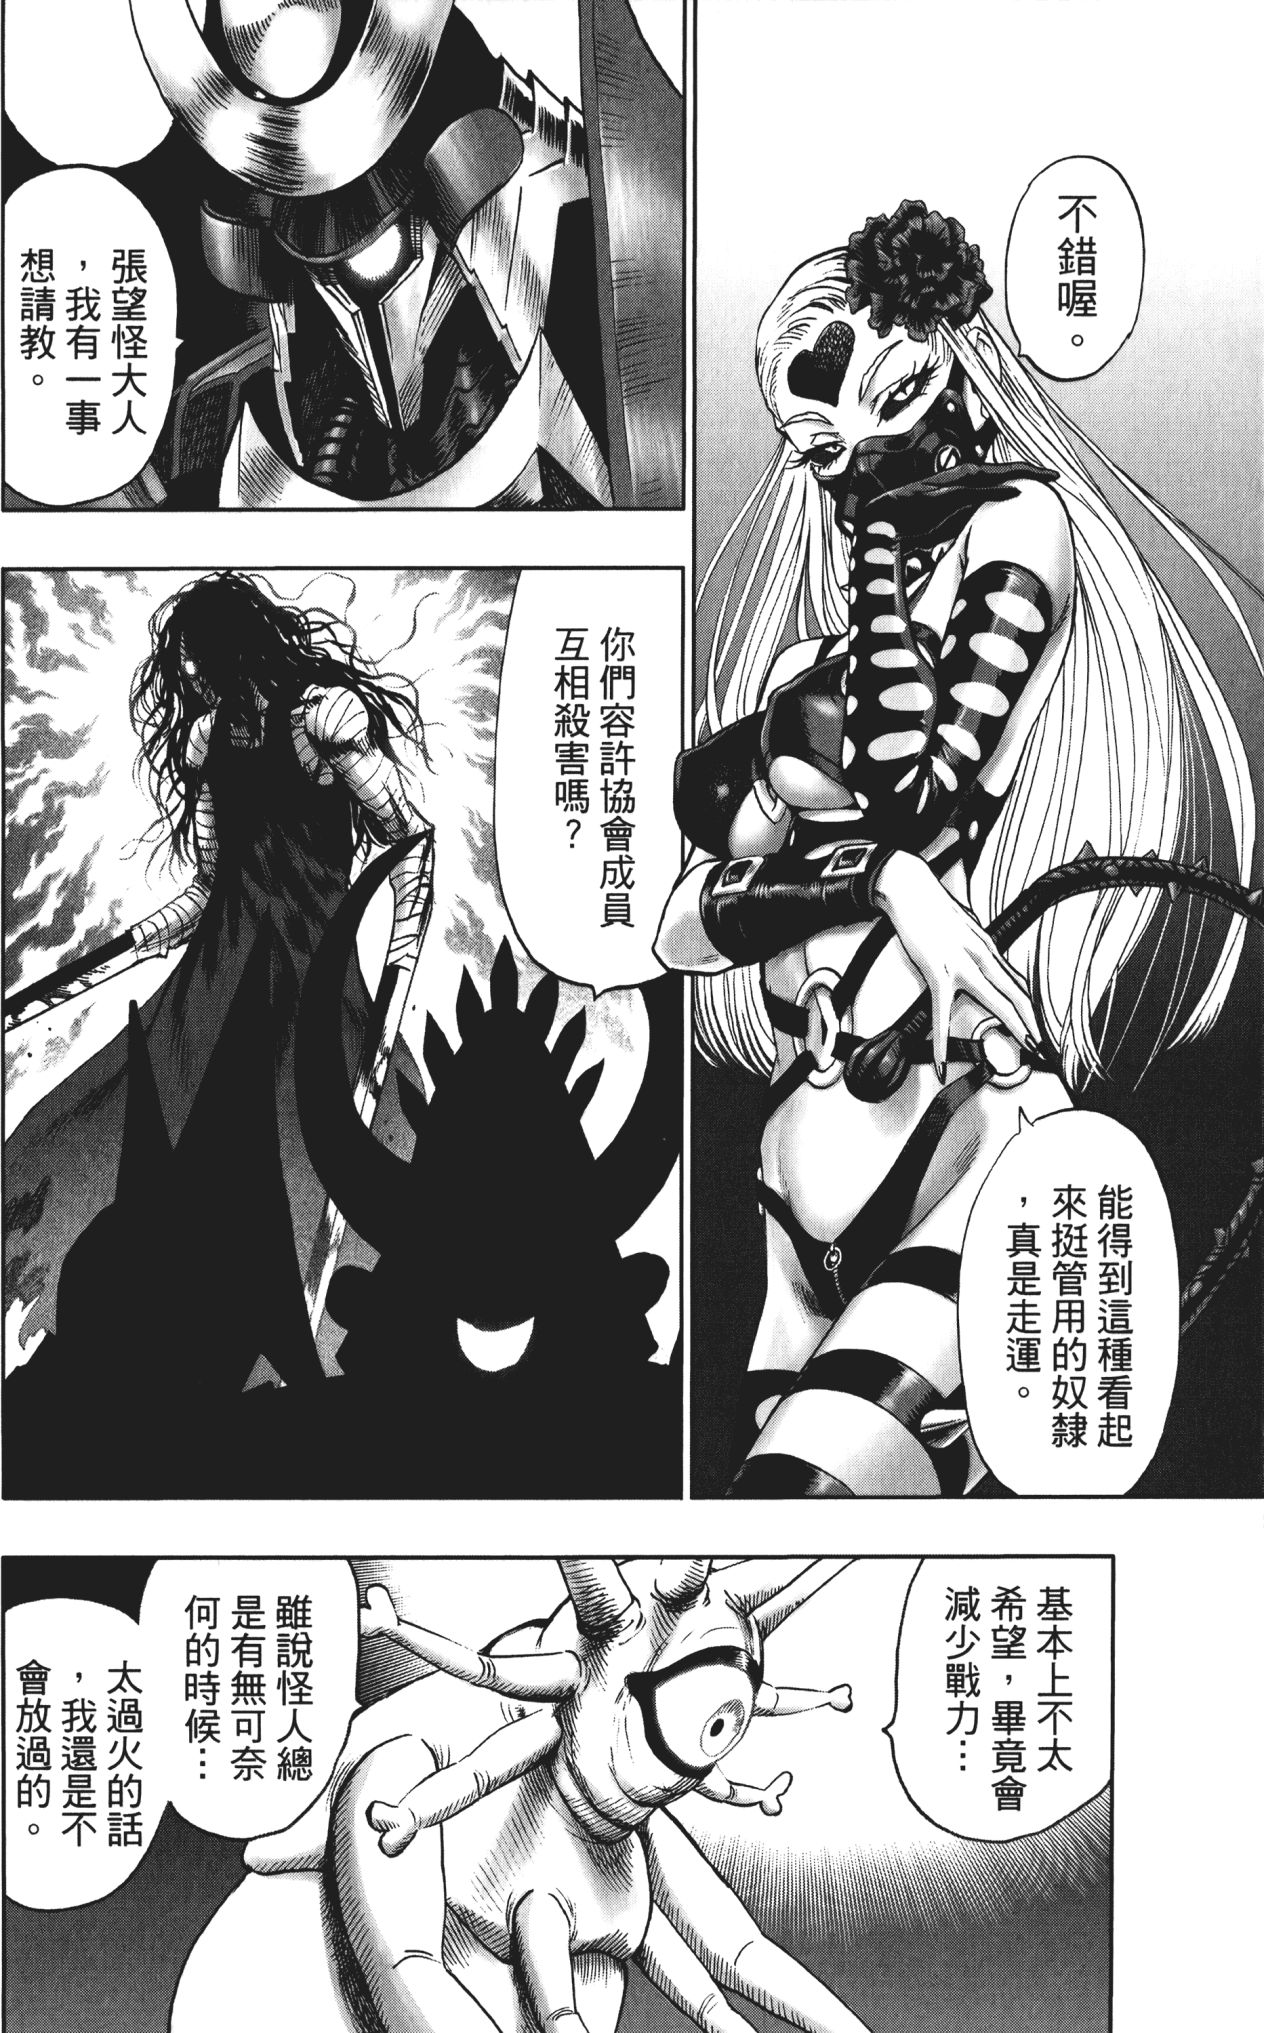 不錯喔。
能得到這種看起
來挺管用的奴隸
，真是走運。
張望怪大人
，我有一事
想請教。
你們容許協會成員
互相殺害嗎？
基本上不太
希望，畢竟會
減少戰力…
雖說怪人總
是有無可奈
何的時候…
太過火的話
，我還是不
會放過的。